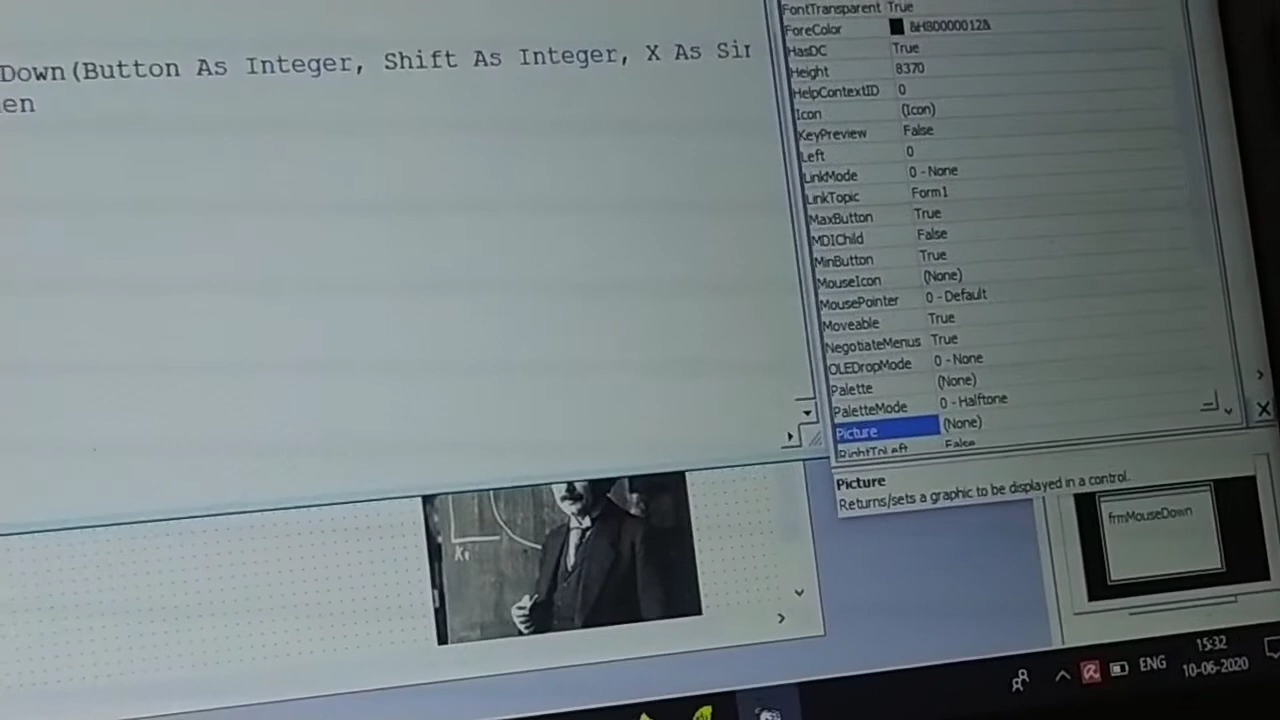 Down(Button As Integer, Shift As Integer, X As Sin
en
FontTransparent True
ForeColor &H80000012&
HasDC True
Height 8370
HelpContextID 0
Icon (Icon)
KeyPreview False
Left 0
LinkMode 0 - None
LinkTopic Form1
MaxButton True
MDIChild False
MinButton True
MouseIcon (None)
MousePointer 0 - Default
Moveable True
NegotiateMenus True
OLEDropMode 0 - None
Palette (None)
PaletteMode 0 - Halftone
Picture (None)
RightToLeft False
Picture
Returns/sets a graphic to be displayed in a control.
frmMouseDown
15:32
ENG
10-06-2020